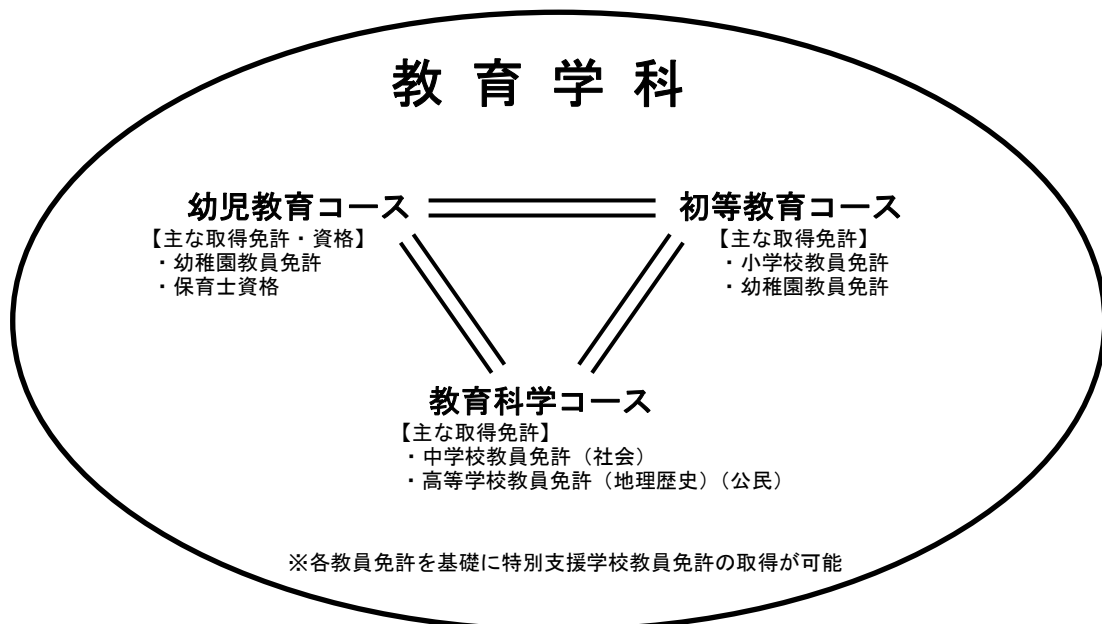 教育学科
幼児教育コース
【主な取得免許・資格】
・幼稚園教員免許
・保育士資格
初等教育コース
【主な取得免許】
・小学校教員免許
・幼稚園教員免許
教育科学コース
【主な取得免許】
・中学校教員免許（社会）
・高等学校教員免許（地理歴史）（公民）
※各教員免許を基礎に特別支援学校教員免許の取得が可能